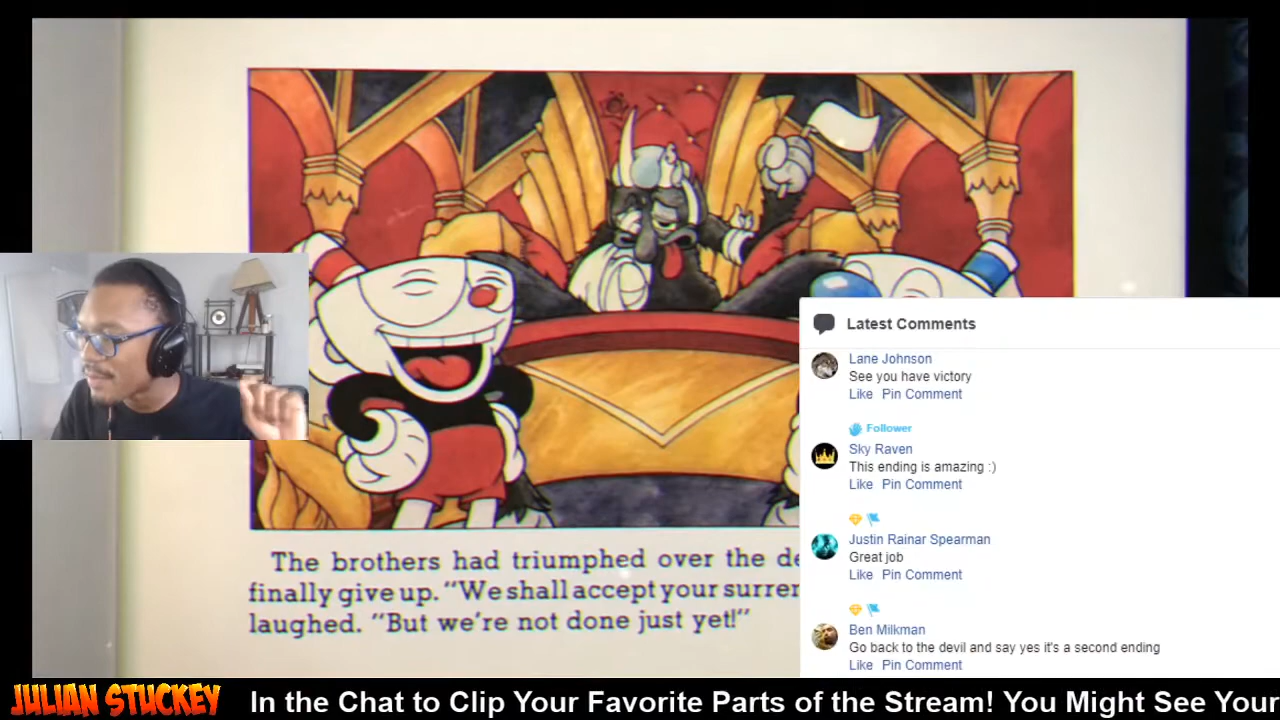 The brothers had triumphed over the
finally give up. "We shall accept your
laughed. "But we're not done just yet!"
Latest Comments
Lane Johnson
See you have victory
Like Pin Comment
Follower
Sky Raven
This ending is amazing :)
Like Pin Comment
Justin Rainar Spearman
Great job
Like Pin Comment
Ben Milkman
Go back to the devil and say yes it's a second ending
Like Pin Comment
JULIAN STUCKEY In the Chat to Clip Your Favorite Parts of the Stream! You Might See Your